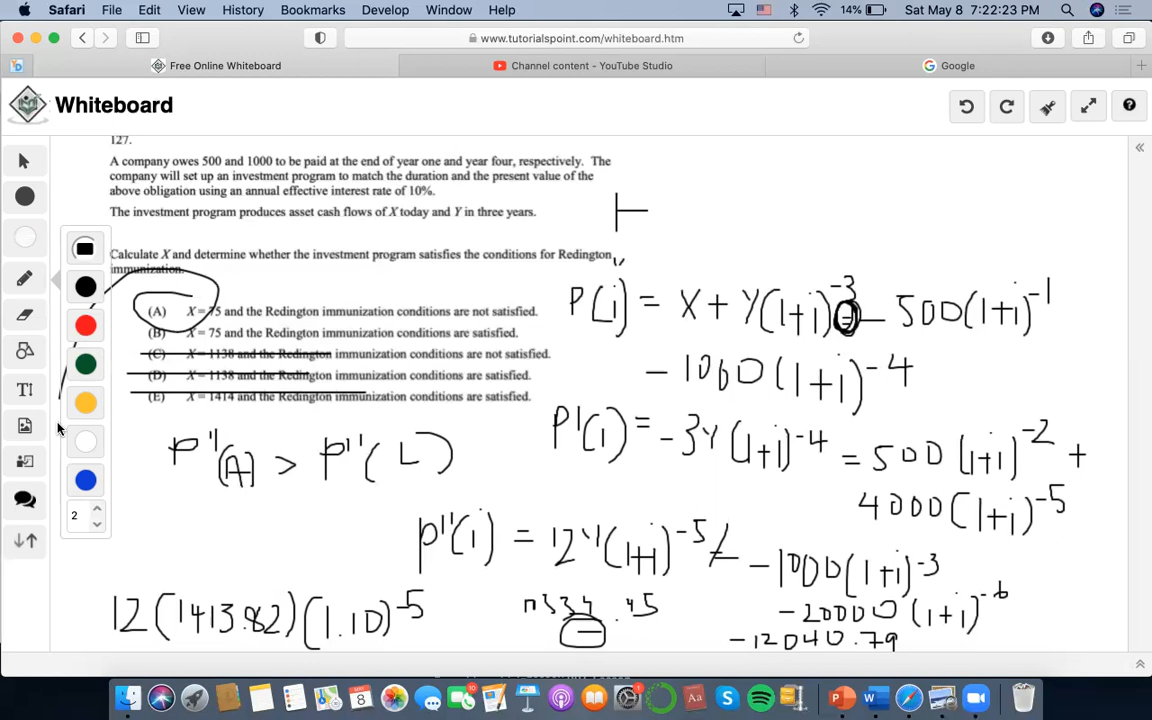 Safari File Edit View History Bookmarks Develop Window Help 14% Sat May 8 7:22:23 PM
www.tutorialspoint.com/whiteboard.htm
Free Online Whiteboard Channel content - YouTube Studio Google
Whiteboard
127.
A company owes 500 and 1000 to be paid at the end of year one and year four, respectively. The
company will set up an investment program to match the duration and the present value of the
above obligation using an annual effective interest rate of 10%.
The investment program produces asset cash flows of X today and Y in three years.
Calculate X and determine whether the investment program satisfies the conditions for Redington
immunization.
(A) X = 75 and the Redington immunization conditions are not satisfied.
(B) X = 75 and the Redington immunization conditions are satisfied.
(C) X = 1138 and the Redington immunization conditions are not satisfied.
(D) X = 1138 and the Redington immunization conditions are satisfied.
(E) X = 1414 and the Redington immunization conditions are satisfied.
P(i) = X + Y(1+i)^-3 - 500(1+i)^-1
- 1000(1+i)^-4
P'(i) = -3Y(1+i)^-4 = 500(1+i)^-2 +
4000(1+i)^-5
P''(A) > P''(L)
P''(i) = 12Y(1+i)^-5 - 1000(1+i)^-3
- 20000(1+i)^-6
12(1413.82)(1.10)^-5
-12040.79
2